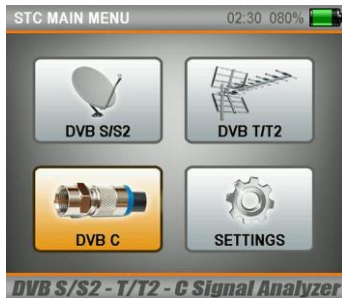 STC MAIN MENU 02:30 080%
DVB S/S2 DVB T/T2
DVB C SETTINGS
DVB S/S2 - T/T2 - C Signal Analyzer